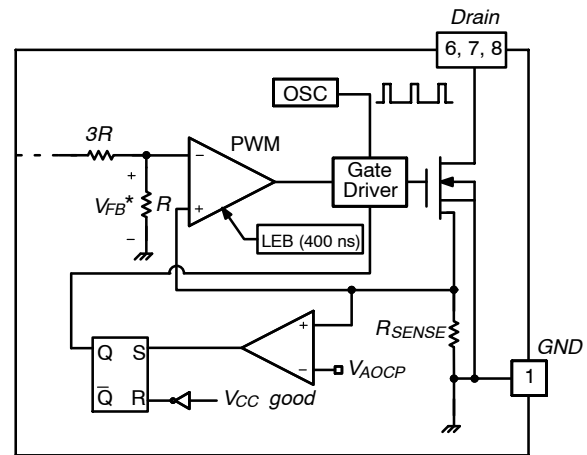 Drain
6, 7, 8
OSC
3R
PWM
−
Gate
Driver
+
V_FB*
R
−
+
LEB (400 ns)
R_SENSE
GND
1
+
−
V_AOCP
Q
S
Q̅
R
V_CC good